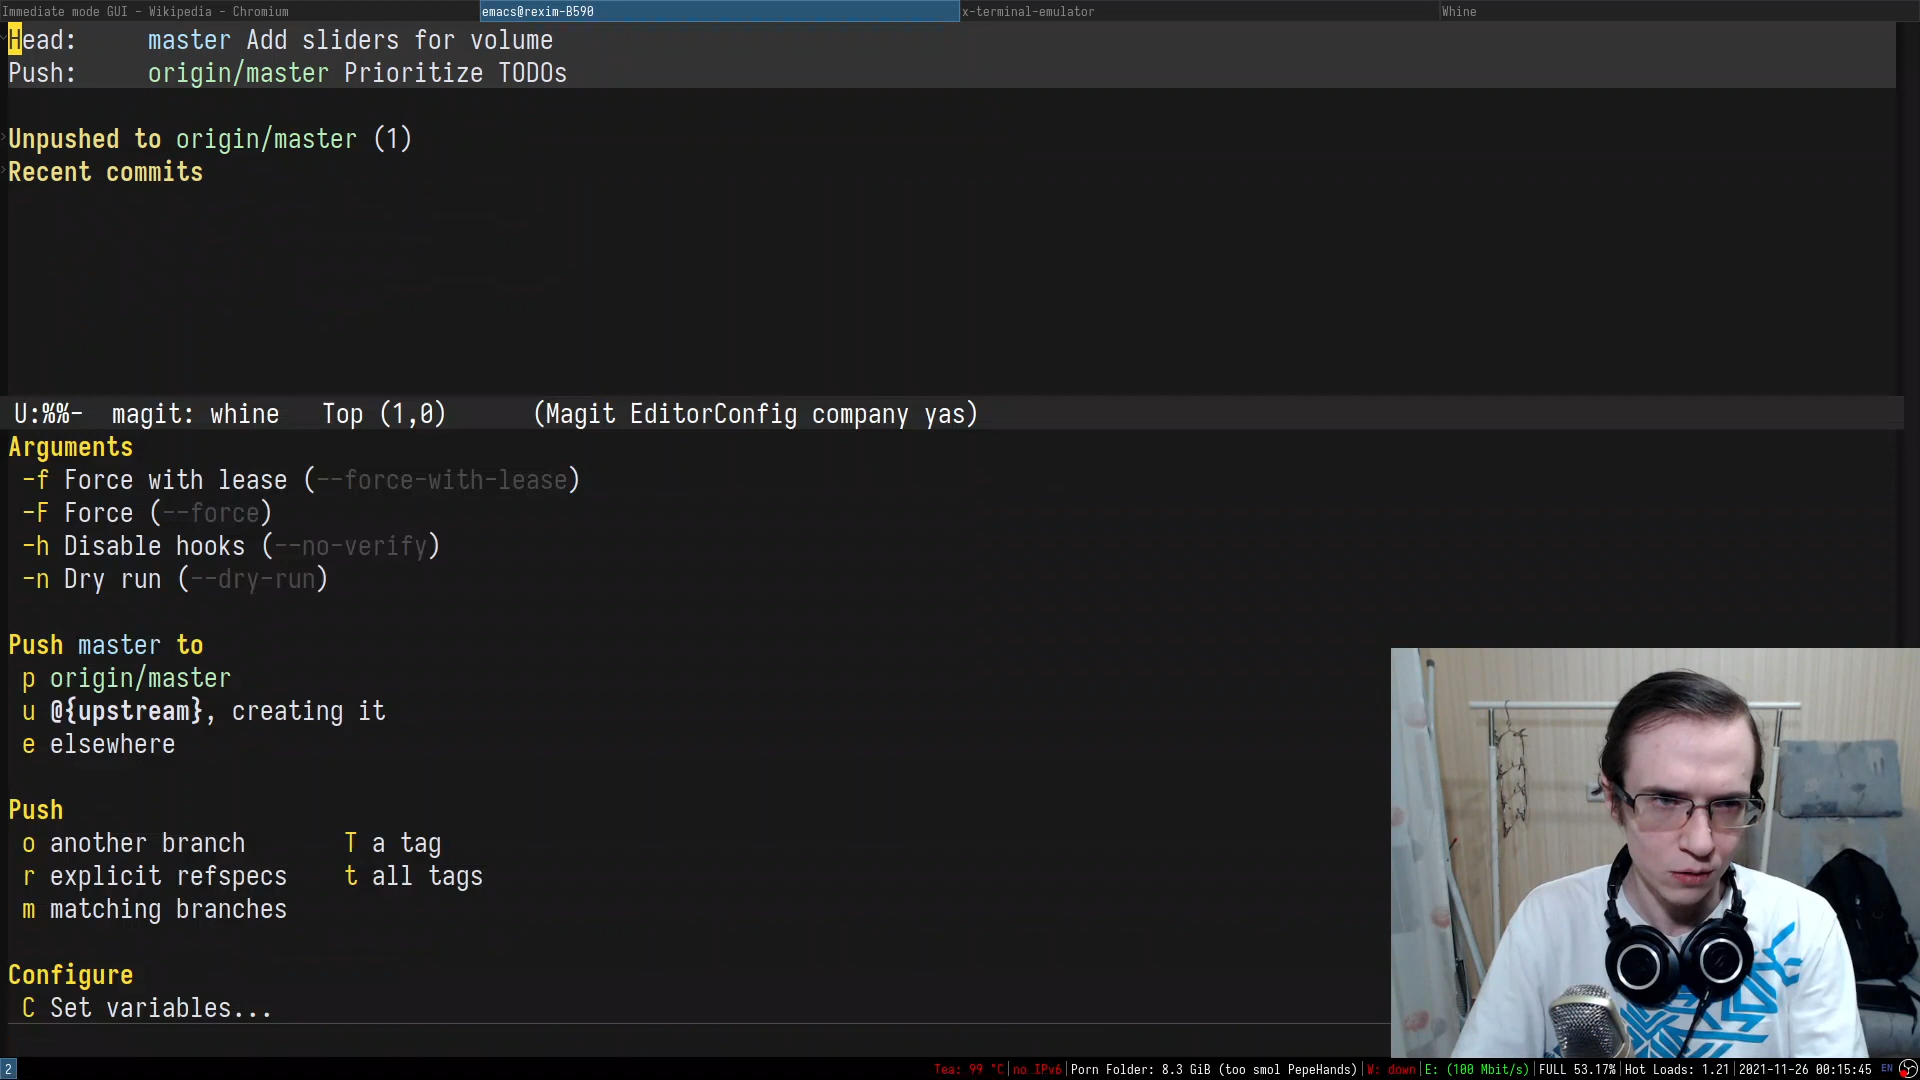 Immediate mode GUI - Wikipedia - Chromium
emacs@rexim-B590
x-terminal-emulator
Whine
Head:     master Add sliders for volume
Push:     origin/master Prioritize TODOs
Unpushed to origin/master (1)
Recent commits
U:%%-  magit: whine   Top (1,0)      (Magit EditorConfig company yas)
Arguments
-f Force with lease (--force-with-lease)
-F Force (--force)
-h Disable hooks (--no-verify)
-n Dry run (--dry-run)
Push master to
p origin/master
u @{upstream}, creating it
e elsewhere
Push
o another branch       T a tag
r explicit refspecs    t all tags
m matching branches
Configure
C Set variables...
2
Tea: 99 °C|no IPv6|Porn Folder: 8.3 GiB (too smol PepeHands)|W: down|E: (100 Mbit/s)|FULL 53.17%|Hot Loads: 1.21|2021-11-26 00:15:45 EN